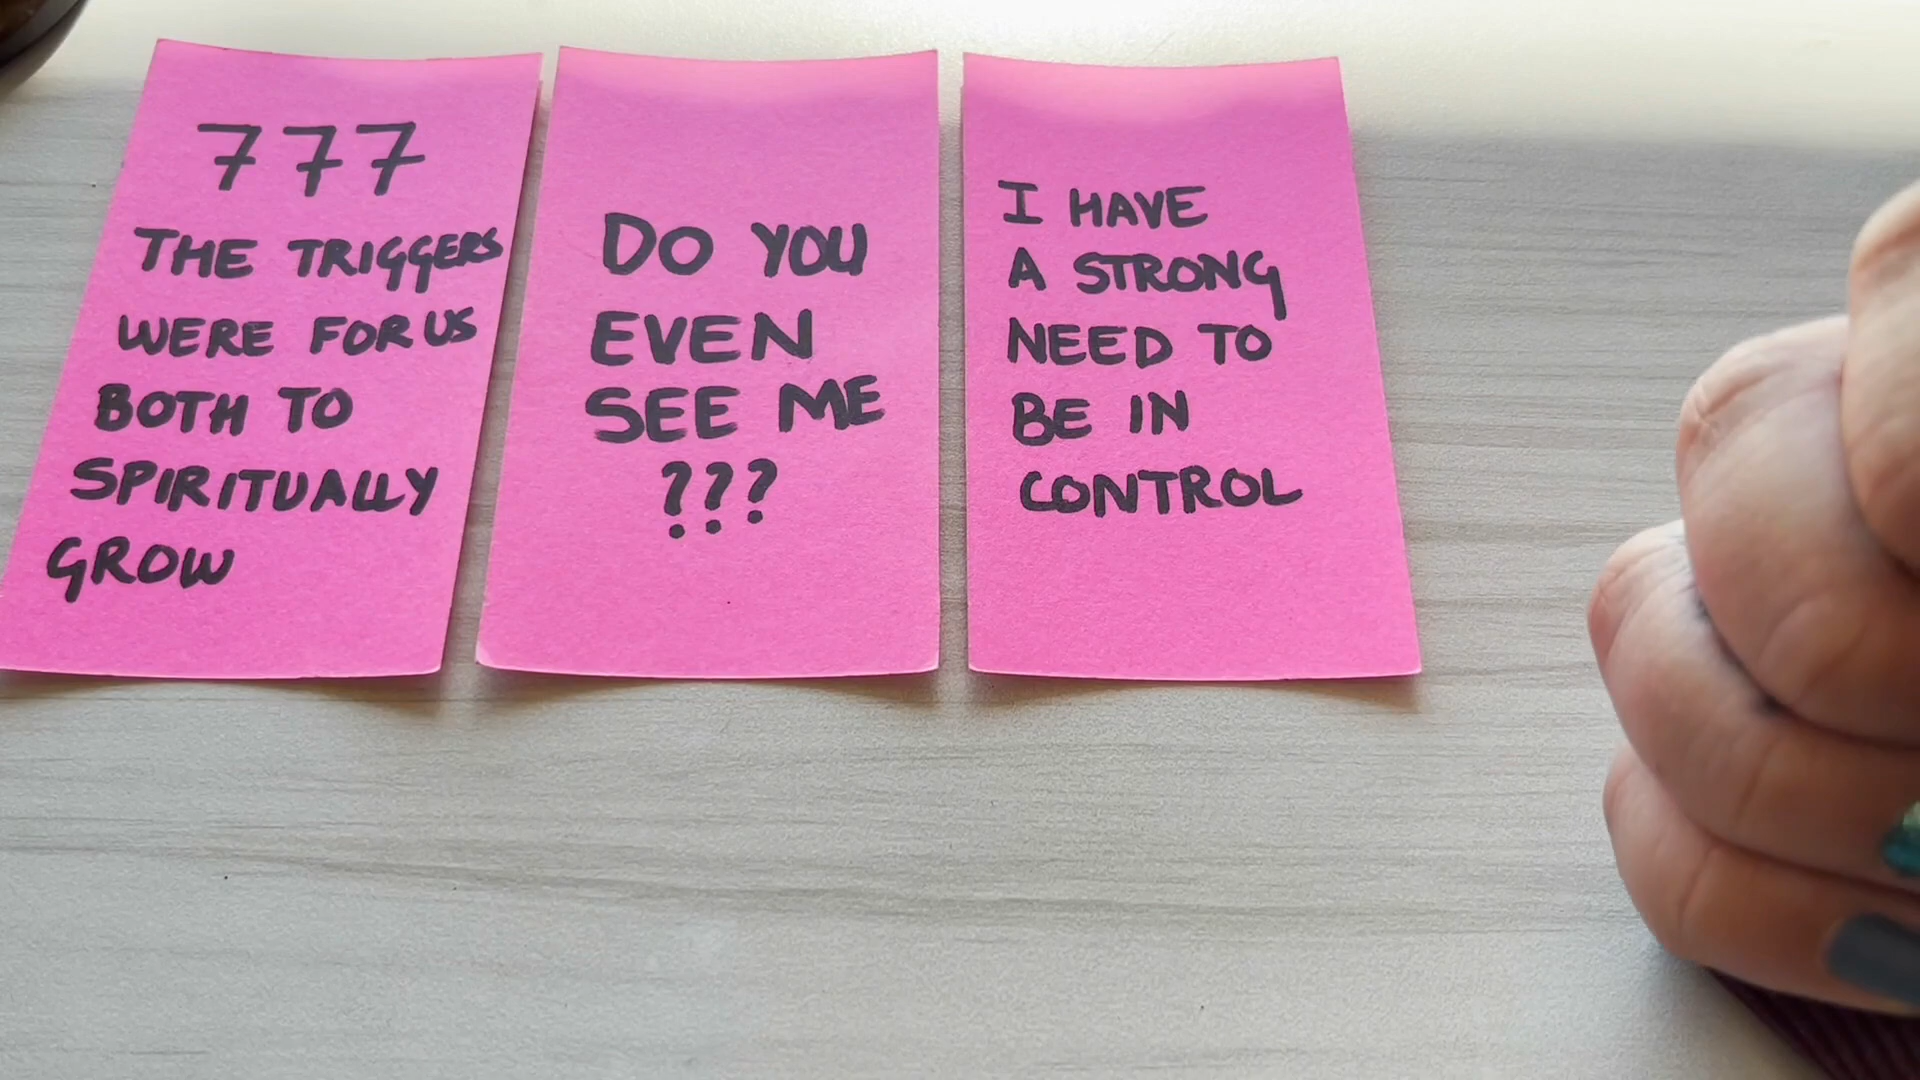 777
THE TRIGGERS
WERE FOR US
BOTH TO
SPIRITUALLY
GROW
DO YOU
EVEN
SEE ME
???
I HAVE
A STRONG
NEED TO
BE IN
CONTROL